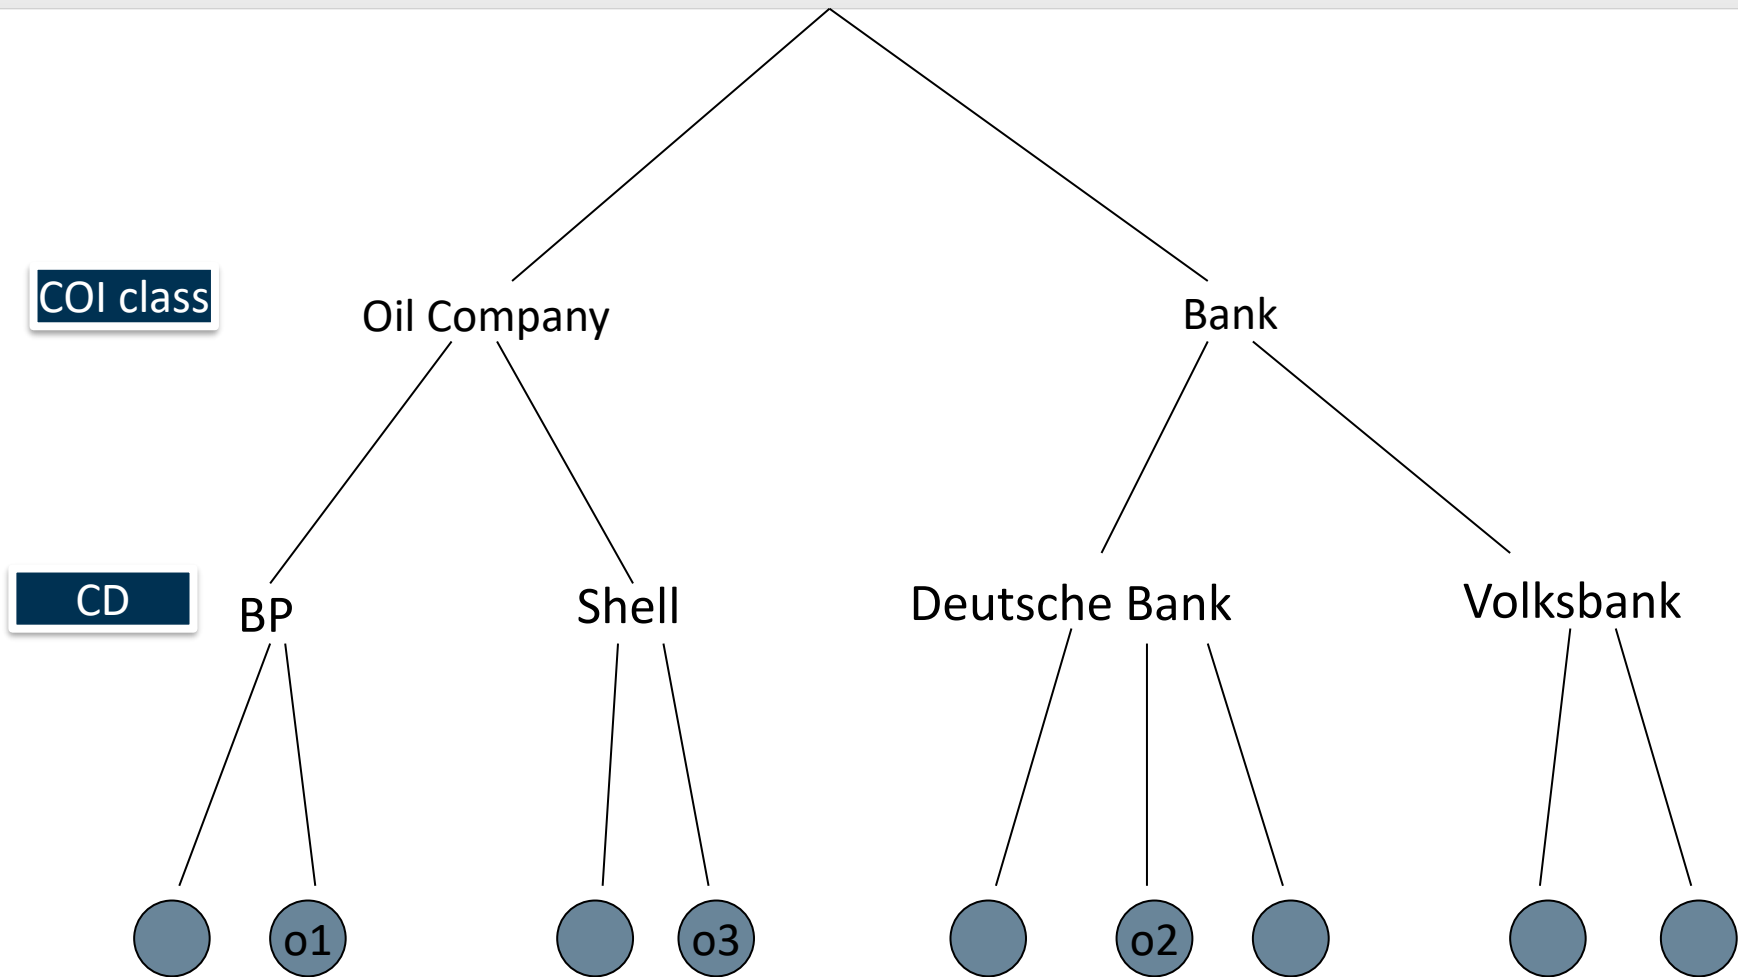 COI class
Oil Company
Bank
CD
BP
Shell
Deutsche Bank
Volksbank
o1
o3
o2